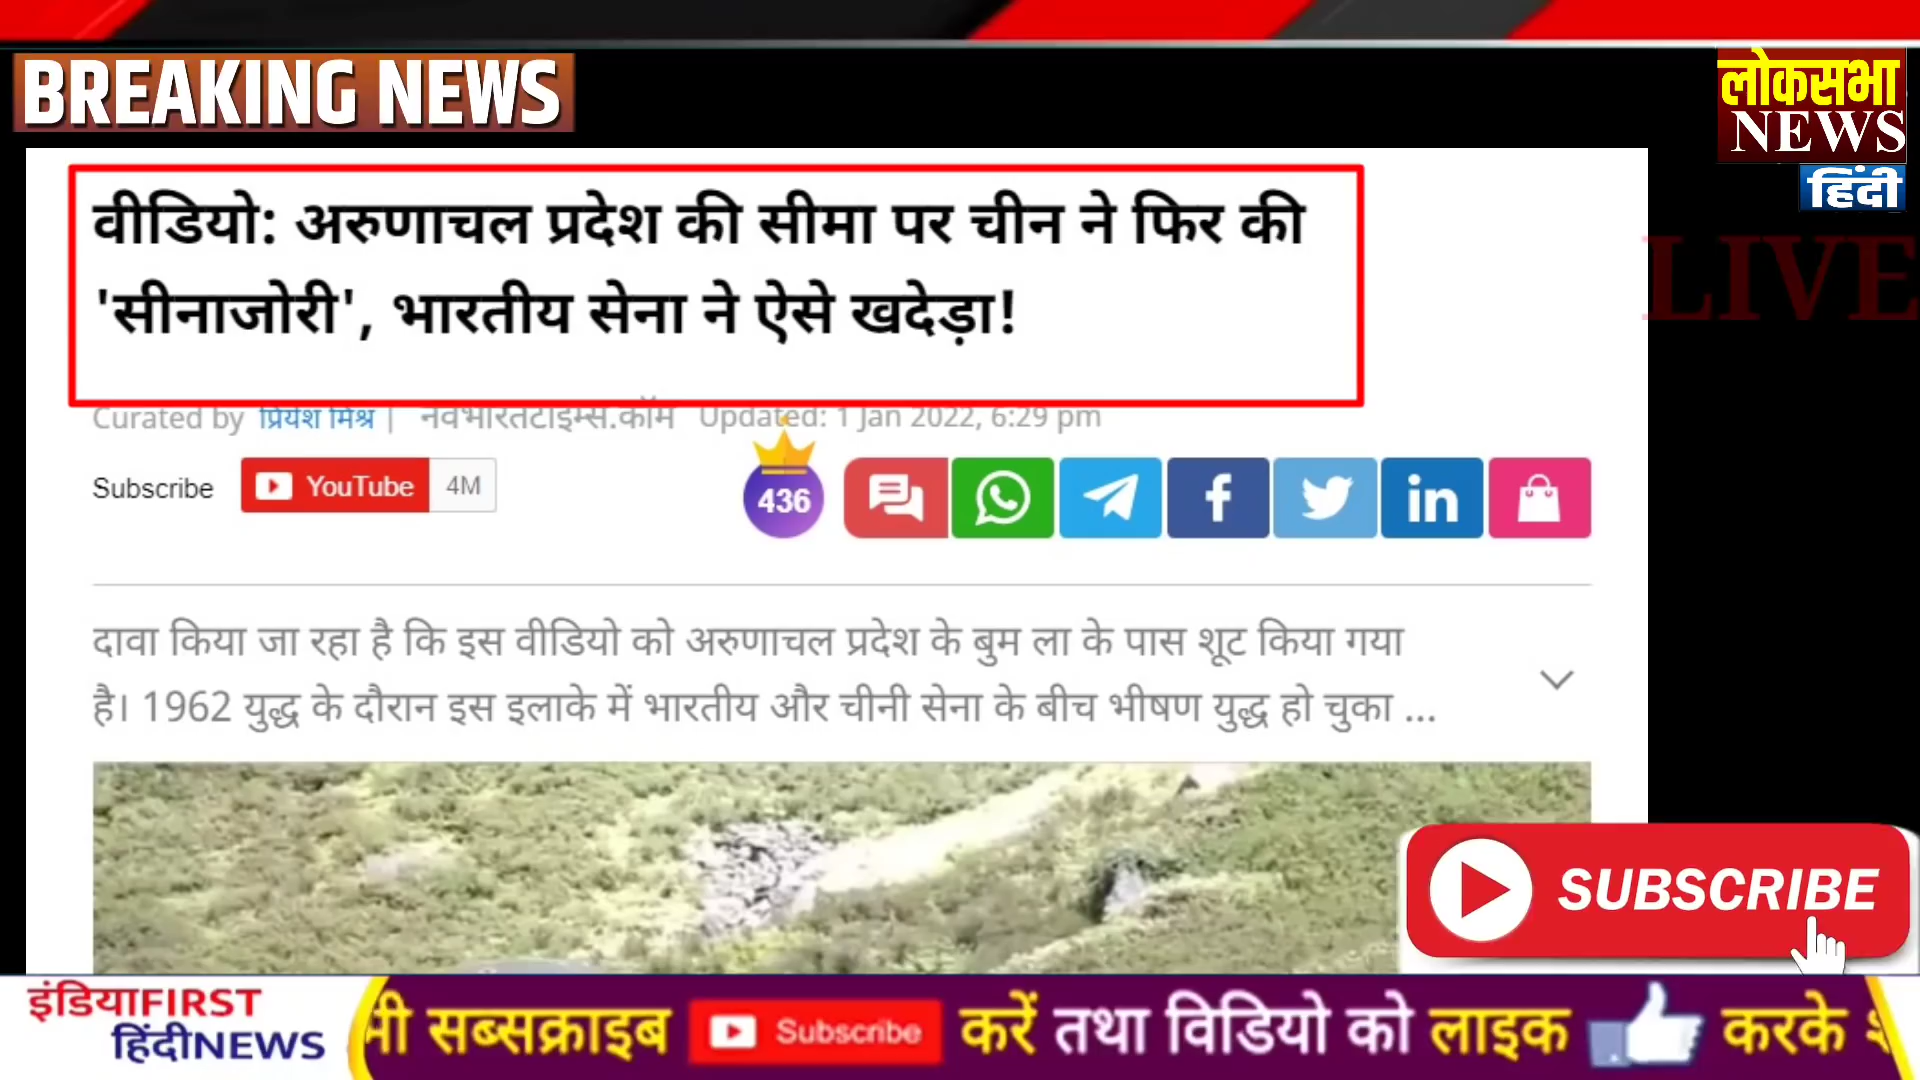 BREAKING NEWS
लोकसभा
NEWS
हिंदी
LIVE
वीडियो: अरुणाचल प्रदेश की सीमा पर चीन ने फिर की
'सीनाजोरी', भारतीय सेना ने ऐसे खदेड़ा!
Curated by प्रियेश मिश्र | नवभारतटाइम्स.कॉम Updated: 1 Jan 2022, 6:29 pm
Subscribe YouTube 4M 436
दावा किया जा रहा है कि इस वीडियो को अरुणाचल प्रदेश के बुम ला के पास शूट किया गया
है। 1962 युद्ध के दौरान इस इलाके में भारतीय और चीनी सेना के बीच भीषण युद्ध हो चुका ...
SUBSCRIBE
इंडियाFIRST
हिंदीNEWS
सब्सक्राइब Subscribe करें तथा विडियो को लाइक करके